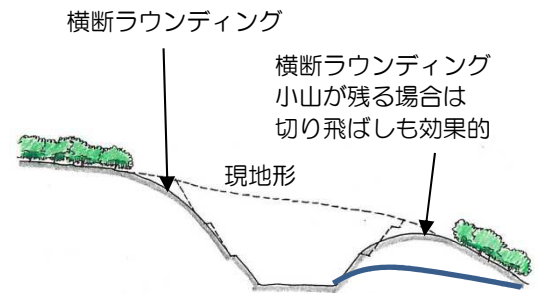 横断ラウンディング
横断ラウンディング
小山が残る場合は
切り飛ばしも効果的
現地形